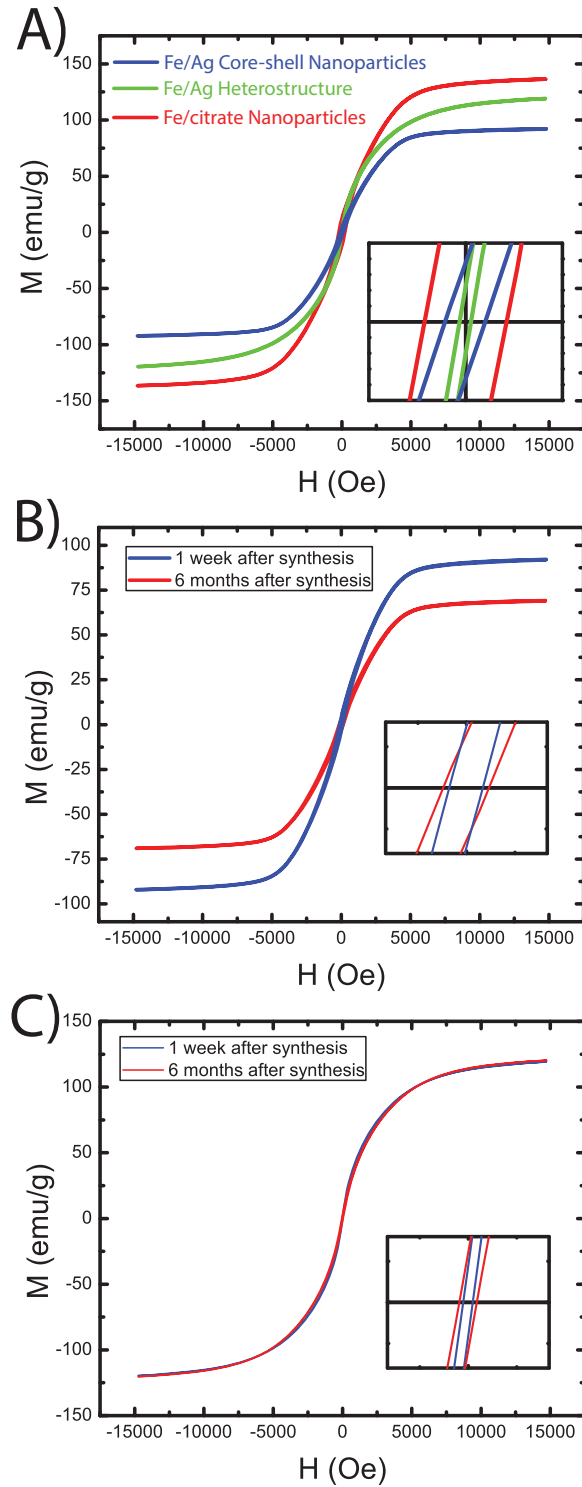 A)
Fe/Ag Core-shell Nanoparticles
Fe/Ag Heterostructure
Fe/citrate Nanoparticles
150
100
50
0
-50
-100
-150
M (emu/g)
-15000 -10000 -5000 0 5000 10000 15000
H (Oe)
B)
1 week after synthesis
6 months after synthesis
100
75
50
25
0
-25
-50
-75
-100
M (emu/g)
-15000 -10000 -5000 0 5000 10000 15000
H (Oe)
C)
1 week after synthesis
6 months after synthesis
150
100
50
0
-50
-100
-150
M (emu/g)
-15000 -10000 -5000 0 5000 10000 15000
H (Oe)